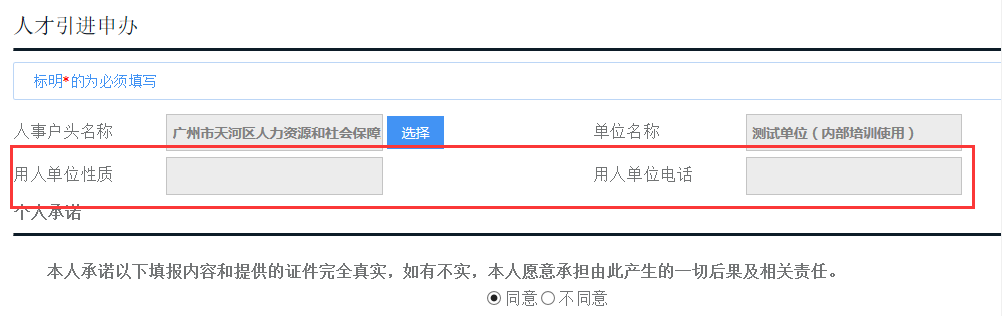 人才引进申办
标明*的为必须填写
人事户头名称 广州市天河区人力资源和社会保障 选择 单位名称 测试单位（内部培训使用）
用人单位性质 用人单位电话
个人承诺
本人承诺以下填报内容和提供的证件完全真实，如有不实，本人愿意承担由此产生的一切后果及相关责任。
同意 不同意